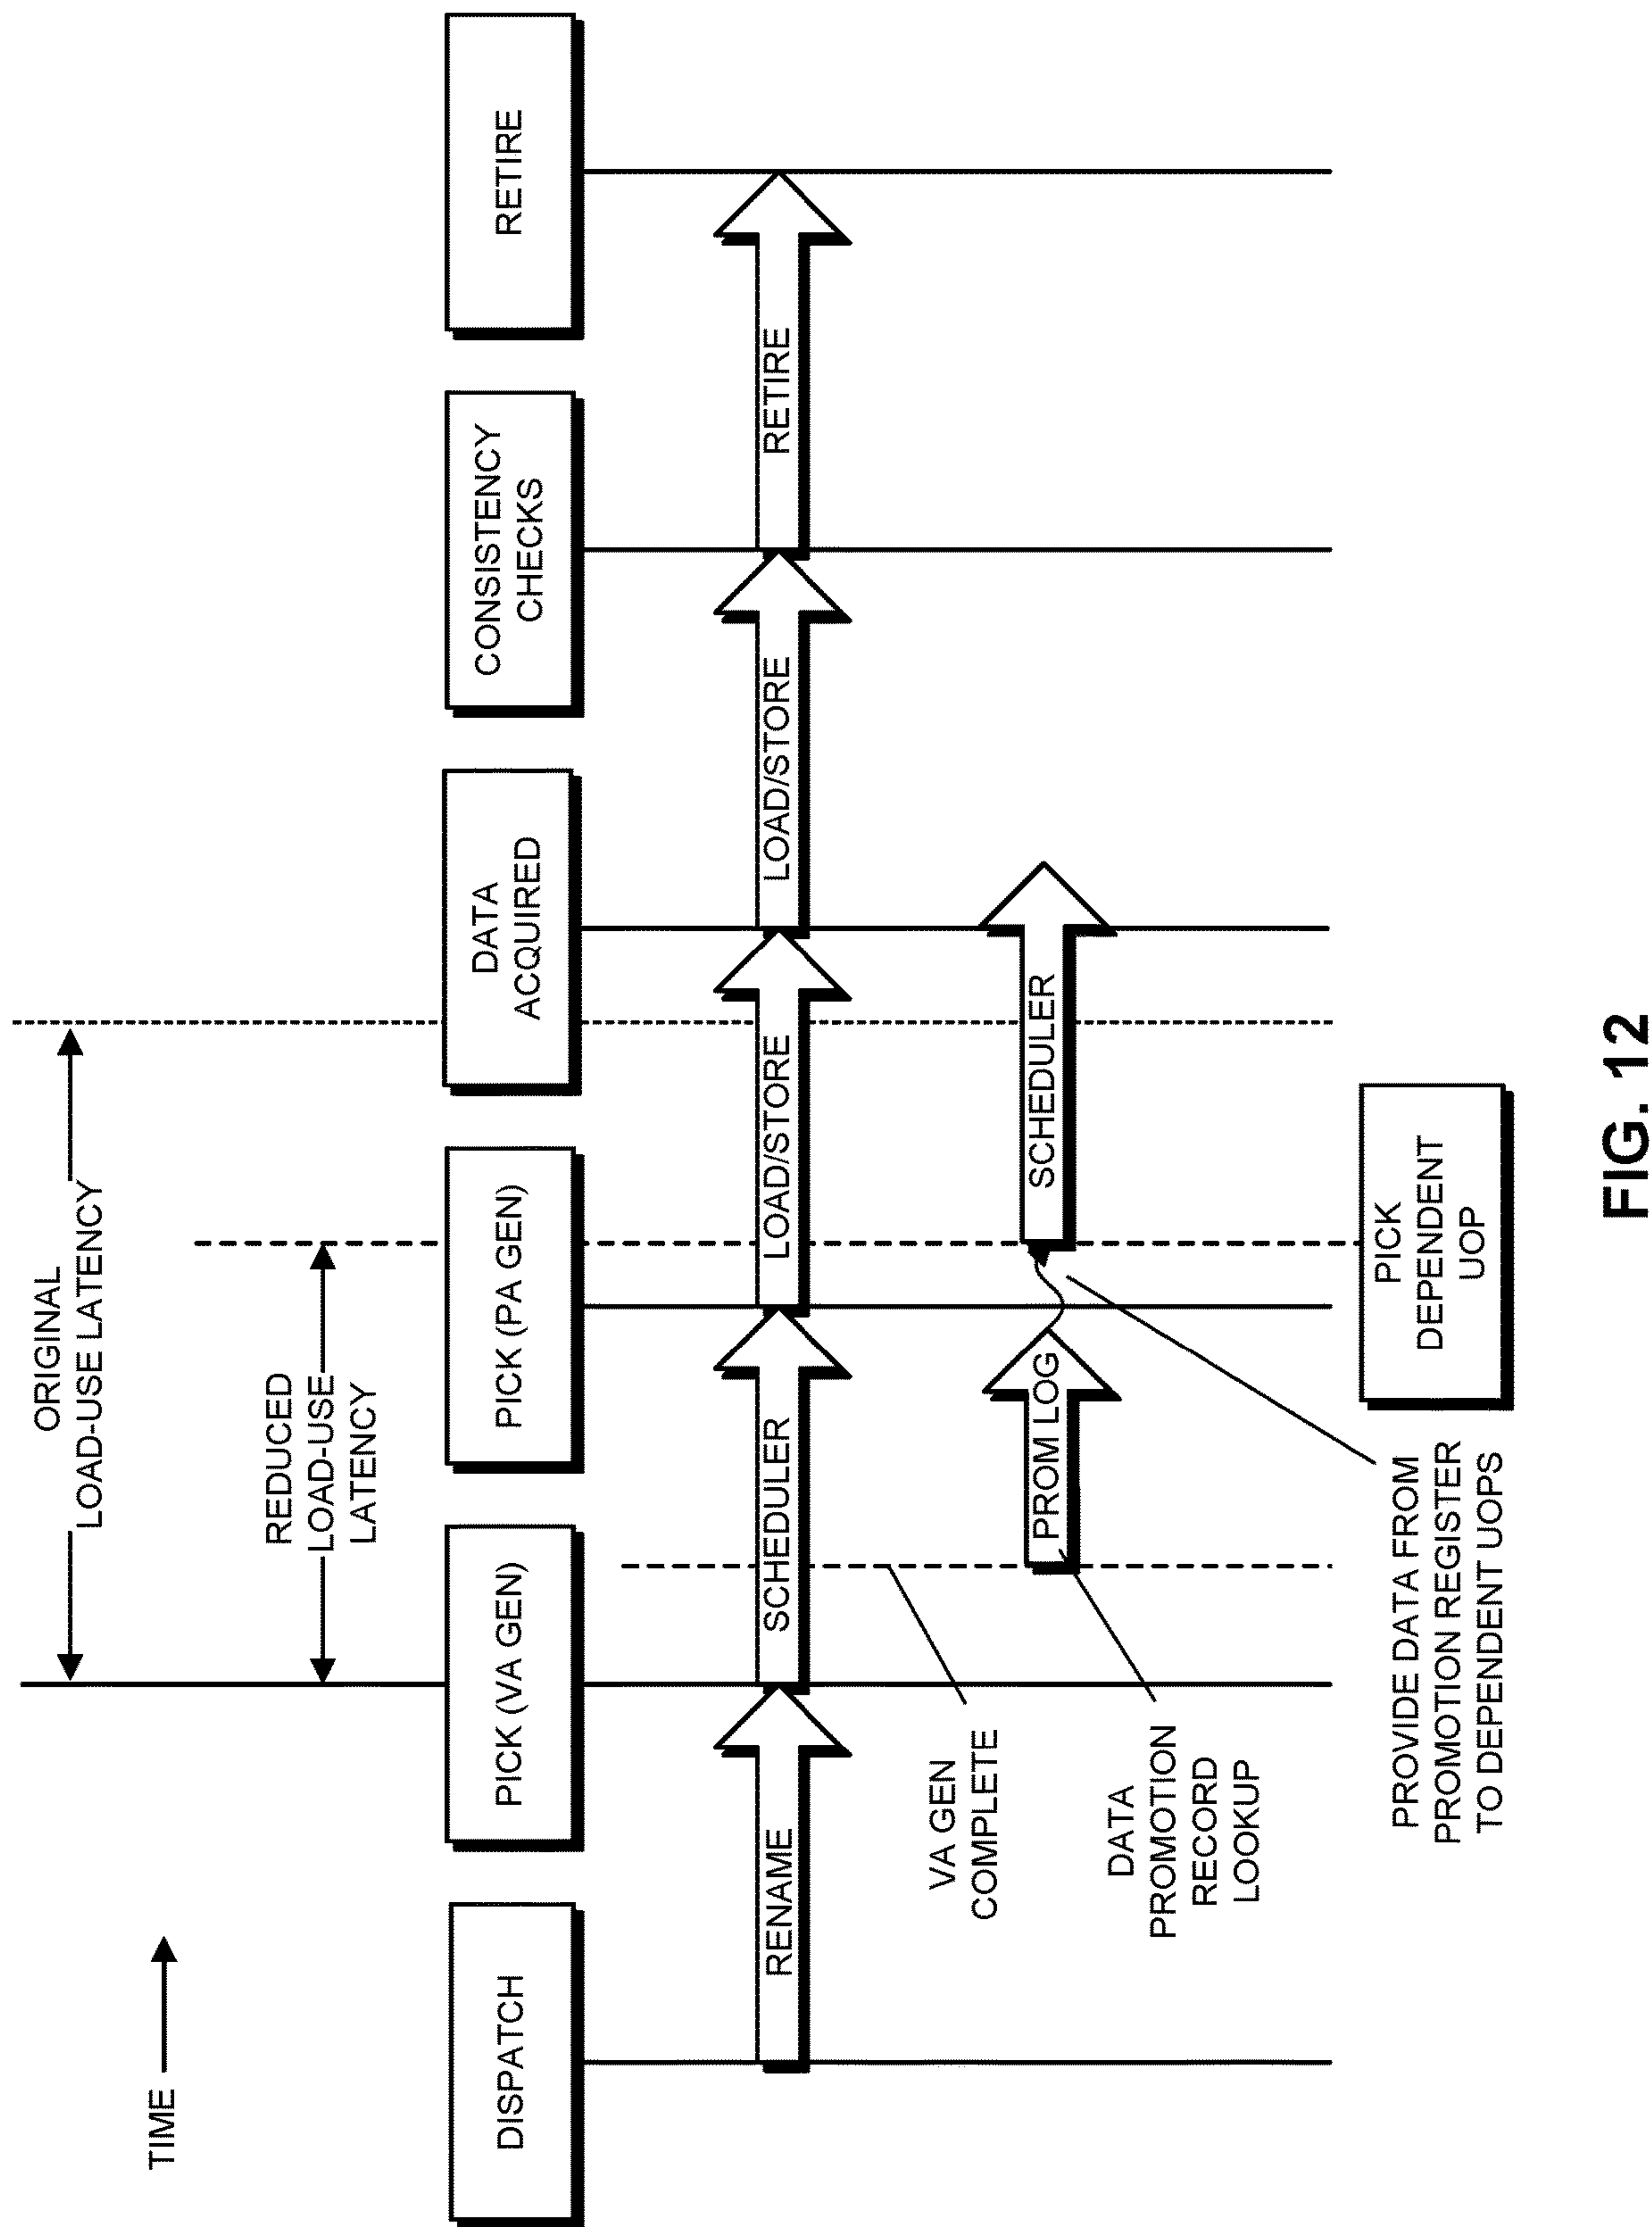 TIME
ORIGINAL
LOAD-USE LATENCY
REDUCED
LOAD-USE
LATENCY
DISPATCH
PICK (VA GEN)
PICK (PA GEN)
DATA
ACQUIRED
CONSISTENCY
CHECKS
RETIRE
RENAME
SCHEDULER
LOAD/STORE
LOAD/STORE
RETIRE
VA GEN
COMPLETE
PROM LOG
SCHEDULER
DATA
PROMOTION
RECORD
LOOKUP
PROVIDE DATA FROM
PROMOTION REGISTER
TO DEPENDENT UOPS
PICK
DEPENDENT
UOP
FIG. 12